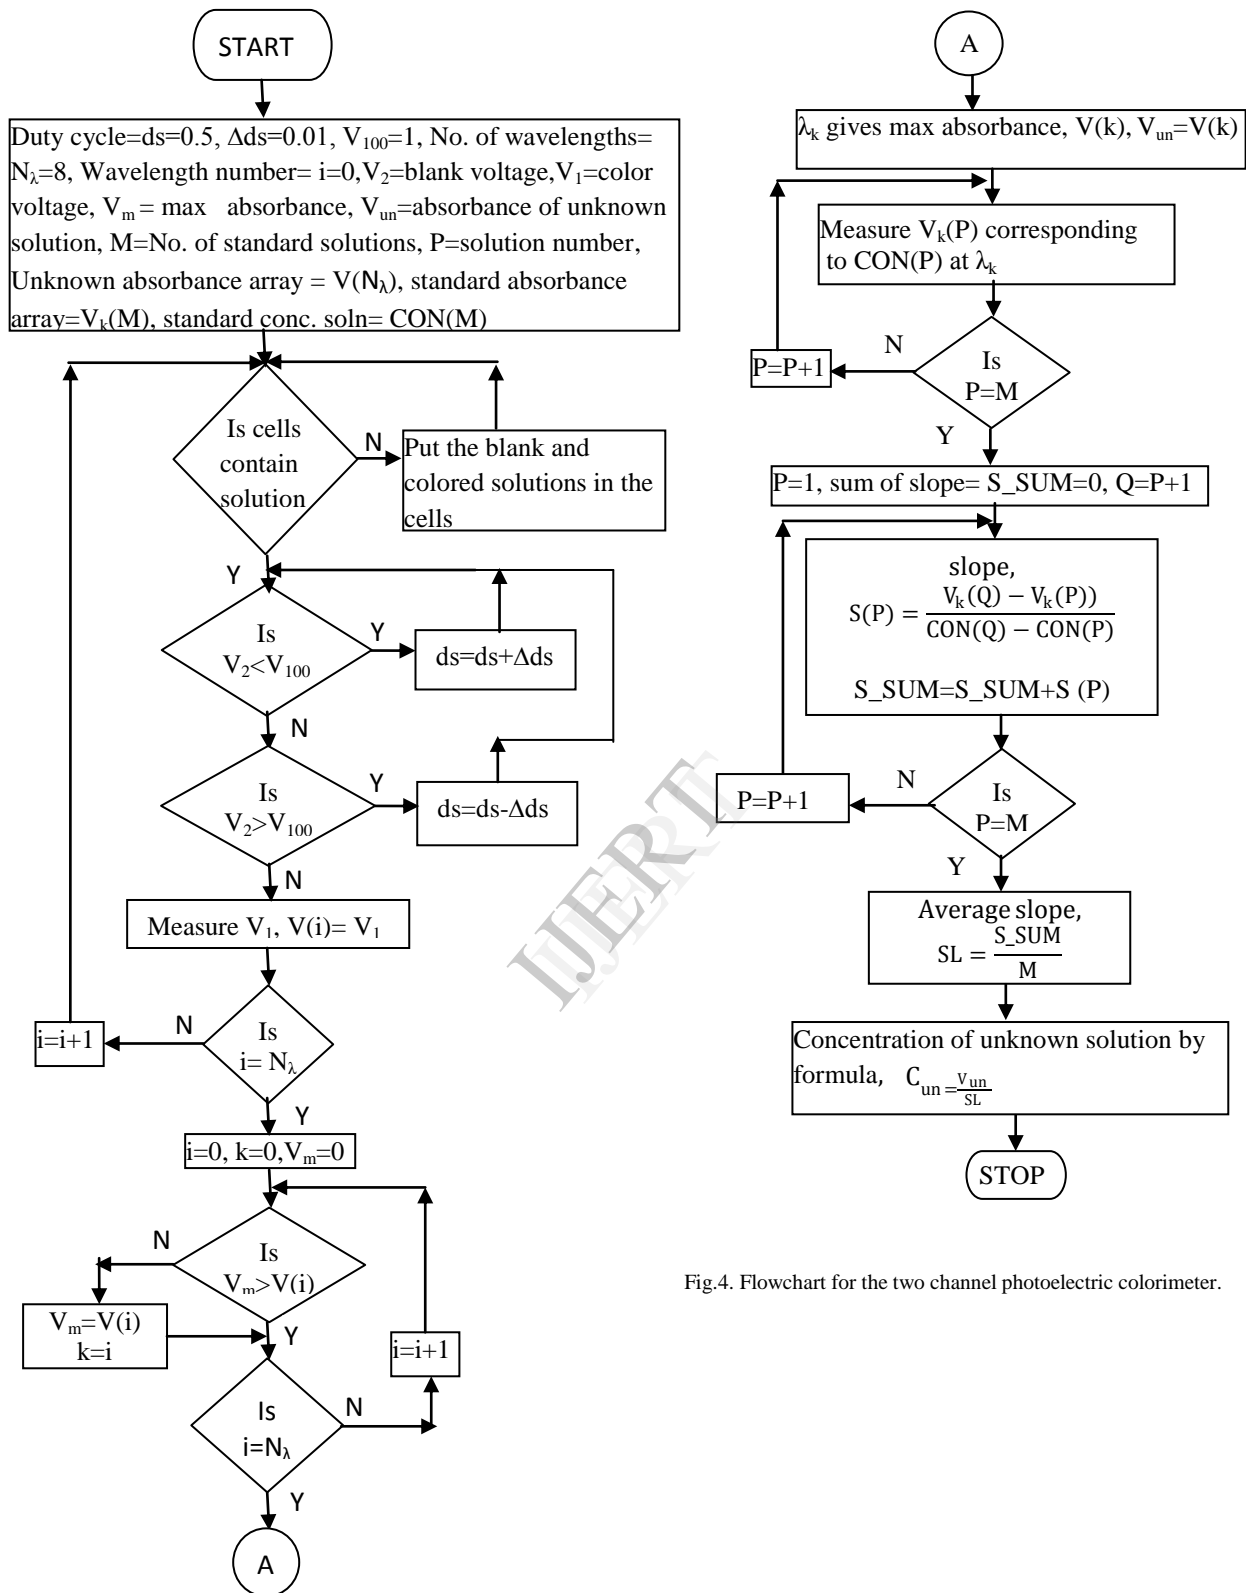 START
Duty cycle=ds=0.5, Δds=0.01, V₁₀₀=1, No. of wavelengths=
N_λ=8, Wavelength number= i=0,V₂=blank voltage,V₁=color
voltage, Vₘ = max absorbance, Vᵤₙ=absorbance of unknown
solution, M=No. of standard solutions, P=solution number,
Unknown absorbance array = V(N_λ), standard absorbance
array=Vₖ(M), standard conc. soln= CON(M)
Is cells
contain
solution
N
Put the blank and
colored solutions in the
cells
Y
Is
V₂<V₁₀₀
Y
ds=ds+Δds
N
Is
V₂>V₁₀₀
Y
ds=ds-Δds
N
Measure V₁, V(i)= V₁
Is
i= N_λ
N
i=i+1
Y
i=0, k=0,Vₘ=0
Is
Vₘ>V(i)
N
Vₘ=V(i)
k=i
Y
i=i+1
Is
i=N_λ
N
Y
A
A
λₖ gives max absorbance, V(k), Vᵤₙ=V(k)
Measure Vₖ(P) corresponding
to CON(P) at λₖ
Is
P=M
N
P=P+1
Y
P=1, sum of slope= S_SUM=0, Q=P+1
slope,
S(P) = (Vₖ(Q) − Vₖ(P))) / (CON(Q) − CON(P))
S_SUM=S_SUM+S (P)
Is
P=M
N
P=P+1
Y
Average slope,
SL = S_SUM / M
Concentration of unknown solution by
formula, Cᵤₙ = Vᵤₙ / SL
STOP
Fig.4. Flowchart for the two channel photoelectric colorimeter.
IJERT